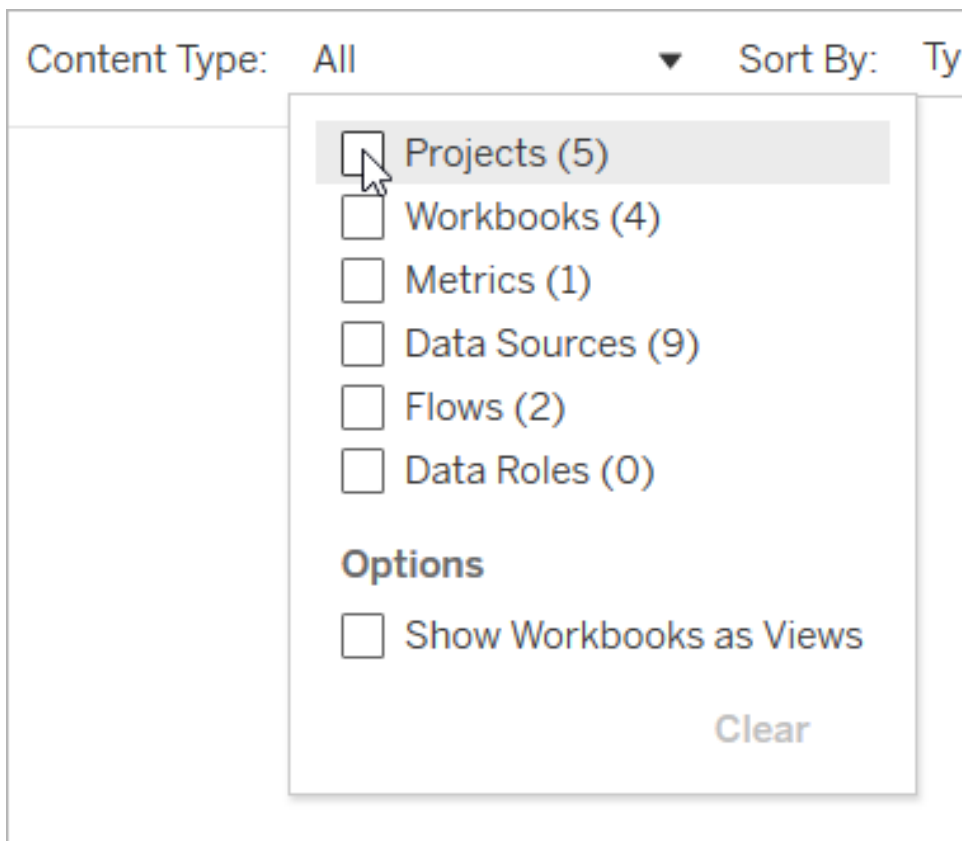 Content Type: All Sort By: Ty
Projects (5)
Workbooks (4)
Metrics (1)
Data Sources (9)
Flows (2)
Data Roles (0)
Options
Show Workbooks as Views
Clear